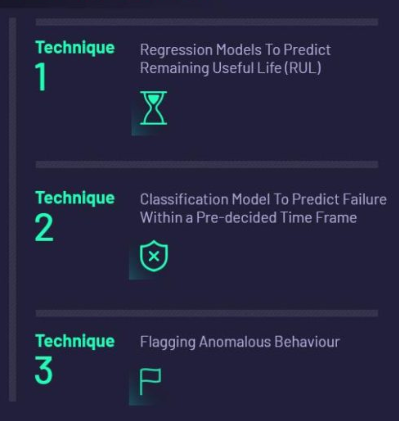 Technique
1
Regression Models To Predict
Remaining Useful Life (RUL)
Technique
2
Classification Model To Predict Failure
Within a Pre-decided Time Frame
Technique
3
Flagging Anomalous Behaviour